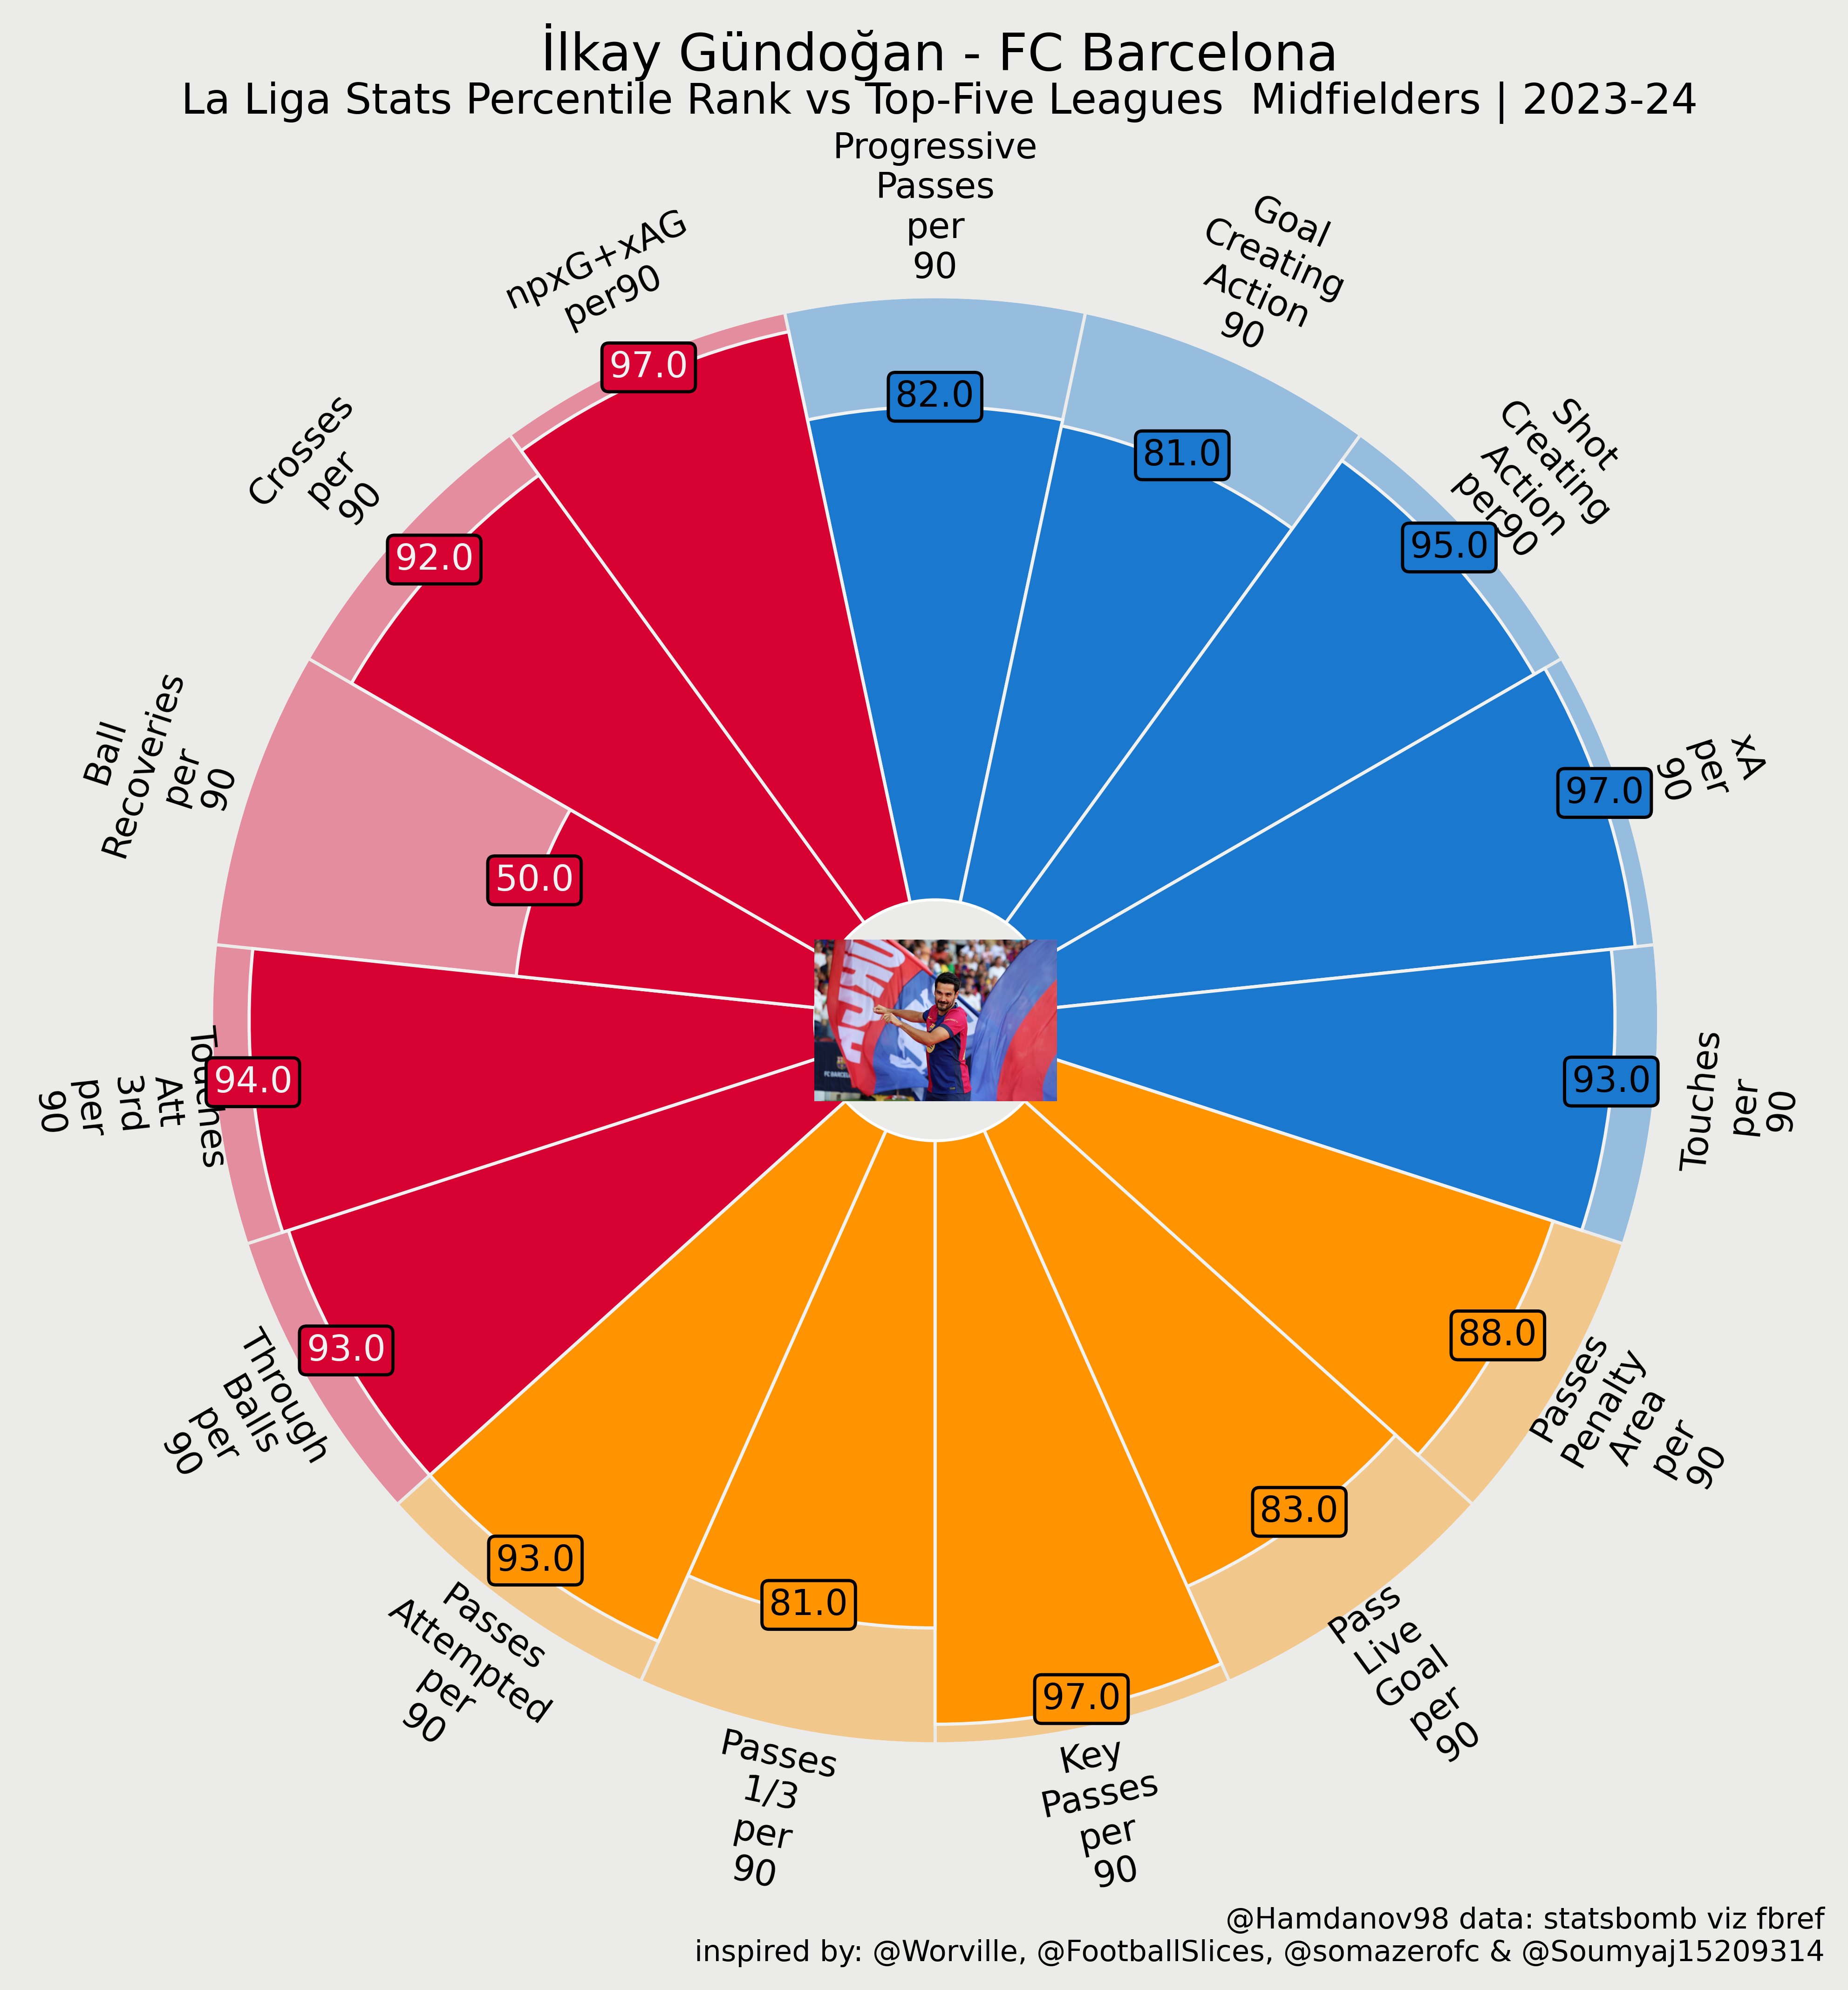 İlkay Gündoğan - FC Barcelona
La Liga Stats Percentile Rank vs Top-Five Leagues  Midfielders | 2023-24
Progressive
Passes
per
90
82.0
Goal
Creating
Action
90
81.0
Shot
Creating
Action
per90
95.0
xA
per
90
97.0
Touches
per
90
93.0
Passes
Penalty
Area
per
90
88.0
Pass
Live
Goal
per
90
83.0
Key
Passes
per
90
97.0
Passes
1/3
per
90
81.0
Passes
Attempted
per
90
93.0
Through
Balls
per
90
93.0
Touches
Att
3rd
per
90
94.0
Ball
Recoveries
per
90
50.0
Crosses
per
90
92.0
npxG+xAG
per90
97.0
@Hamdanov98 data: statsbomb viz fbref
inspired by: @Worville, @FootballSlices, @somazerofc & @Soumyaj15209314